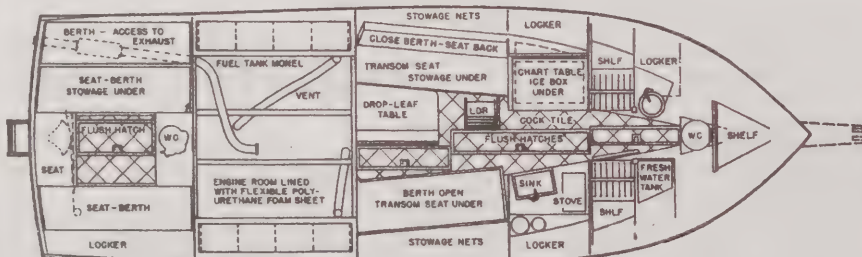 STOWAGE NETS
LOCKER
BERTH - ACCESS TO
EXHAUST
CLOSE BERTH-SEAT BACK
SHLF
LOCKER
FUEL TANK MONEL
TRANSOM SEAT
STOWAGE UNDER
CHART TABLE
ICE BOX
UNDER
SEAT-BERTH
STOWAGE UNDER
VENT
DROP-LEAF
TABLE
LDR
COCK TILE
FLUSH HATCH
WC
FLUSH HATCHES
WC
SHELF
SEAT
ENGINE ROOM LINED
WITH FLEXIBLE POLY-
URETHANE FOAM SHEET
BERTH OPEN
TRANSOM SEAT UNDER
SINK
STOVE
FRESH
WATER
TANK
SEAT-BERTH
SHLF
LOCKER
STOWAGE NETS
LOCKER